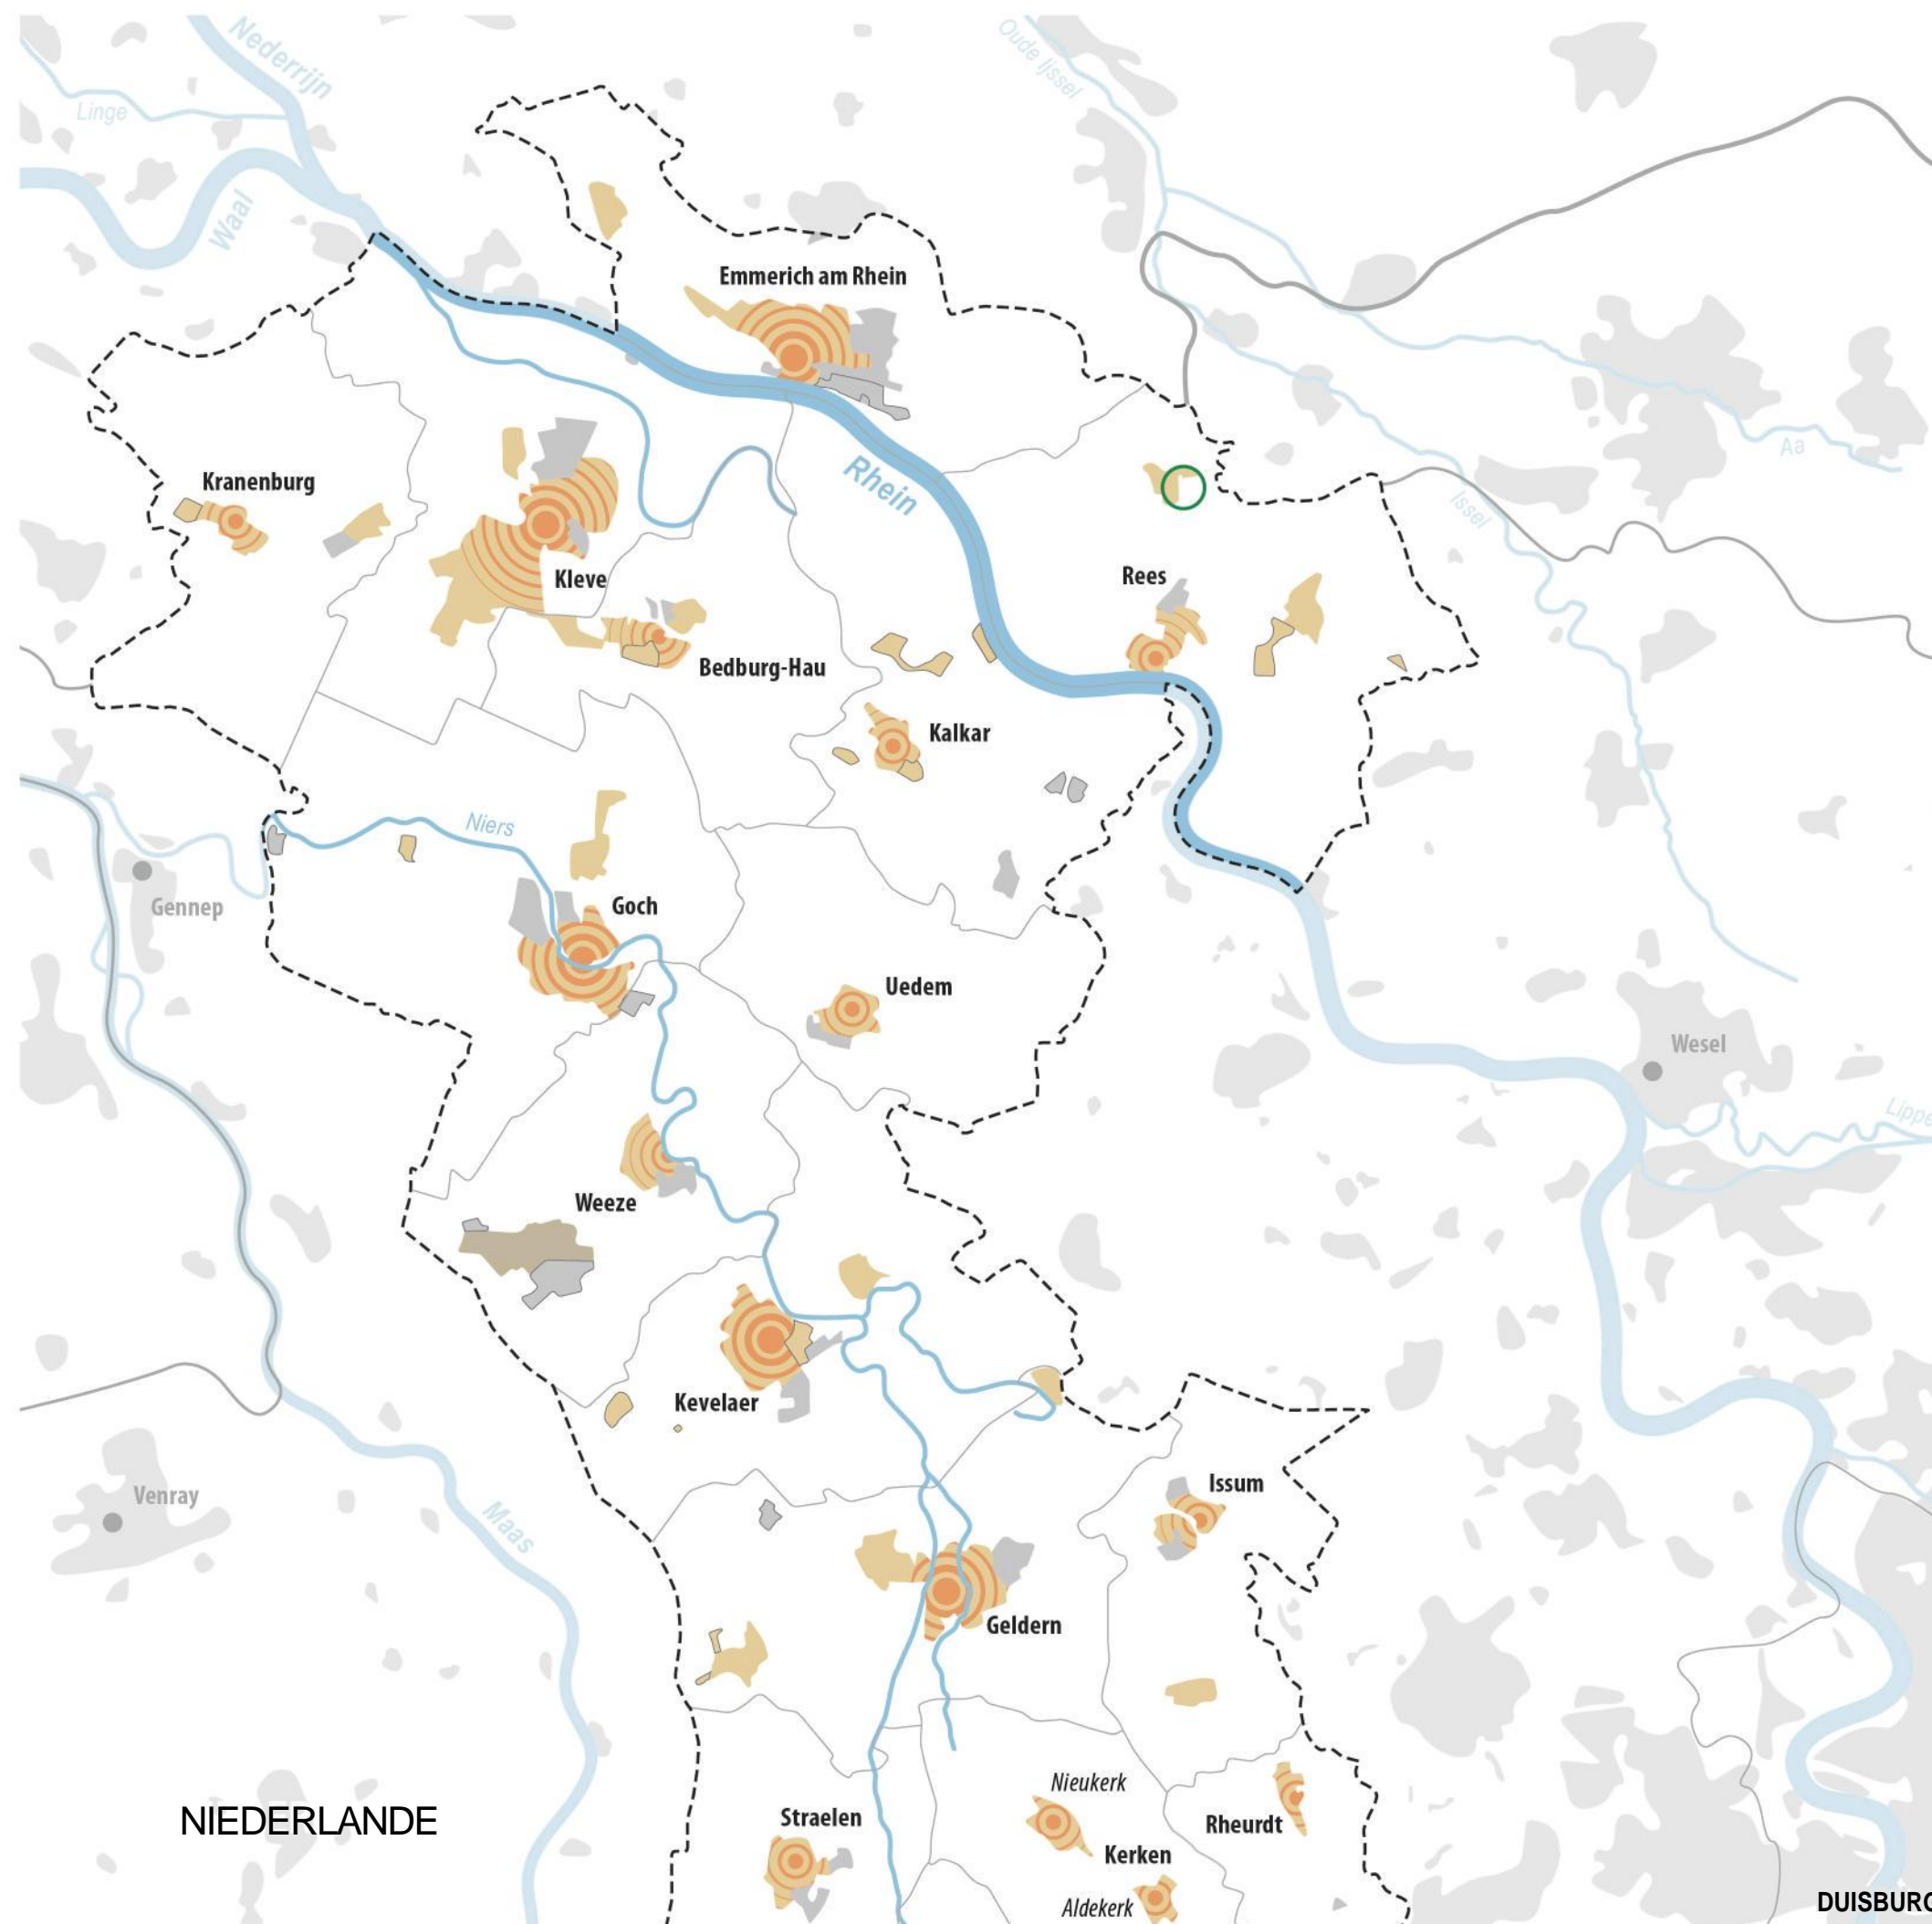 Nederrijn
Oude Ijssel
Linge
Waal
Emmerich am Rhein
Aa
Rhein
Kranenburg
Issel
Kleve
Rees
Bedburg-Hau
Kalkar
Niers
Gennep
Goch
Uedem
Wesel
Lippe
Weeze
Kevelaer
Issum
Venray
Maas
Geldern
Nieukerk
NIEDERLANDE
Straelen
Rheurdt
Kerken
Aldekerk
DUISBURG